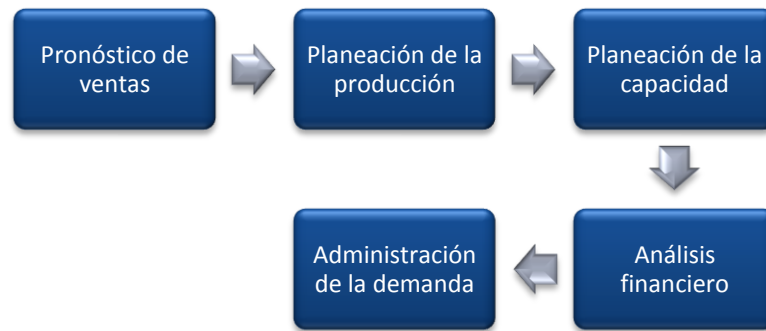 Pronóstico de
ventas
Planeación de la
producción
Planeación de la
capacidad
Análisis
financiero
Administración
de la demanda